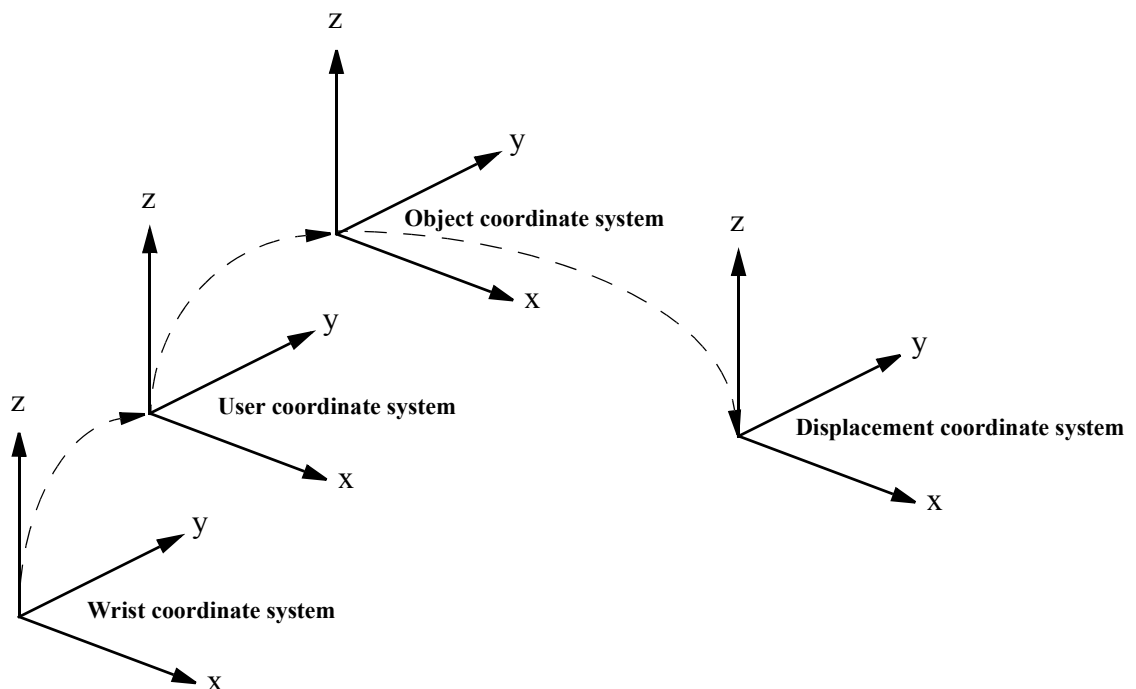 z
y
Object coordinate system
x
z
y
User coordinate system
x
z
y
Displacement coordinate system
x
z
y
Wrist coordinate system
x